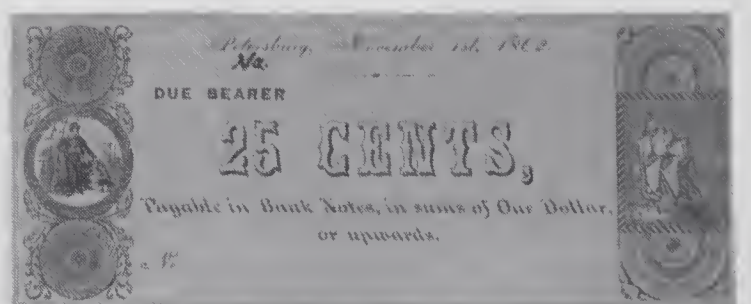 Petersburg, November 1st, 1862.
No.
DUE BEARER
25 CENTS,
Payable in Bank Notes, in sums of One Dollar,
or upwards.